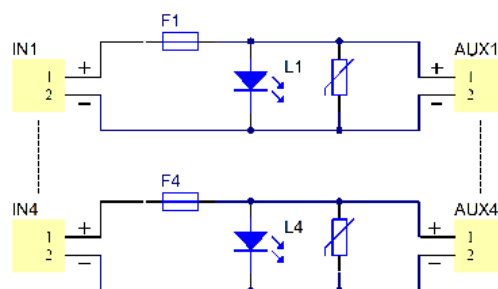 F1
IN1
AUX1
1 + + 1
L1
2 − − 2
F4
IN4
AUX4
1 + + 1
L4
2 − − 2